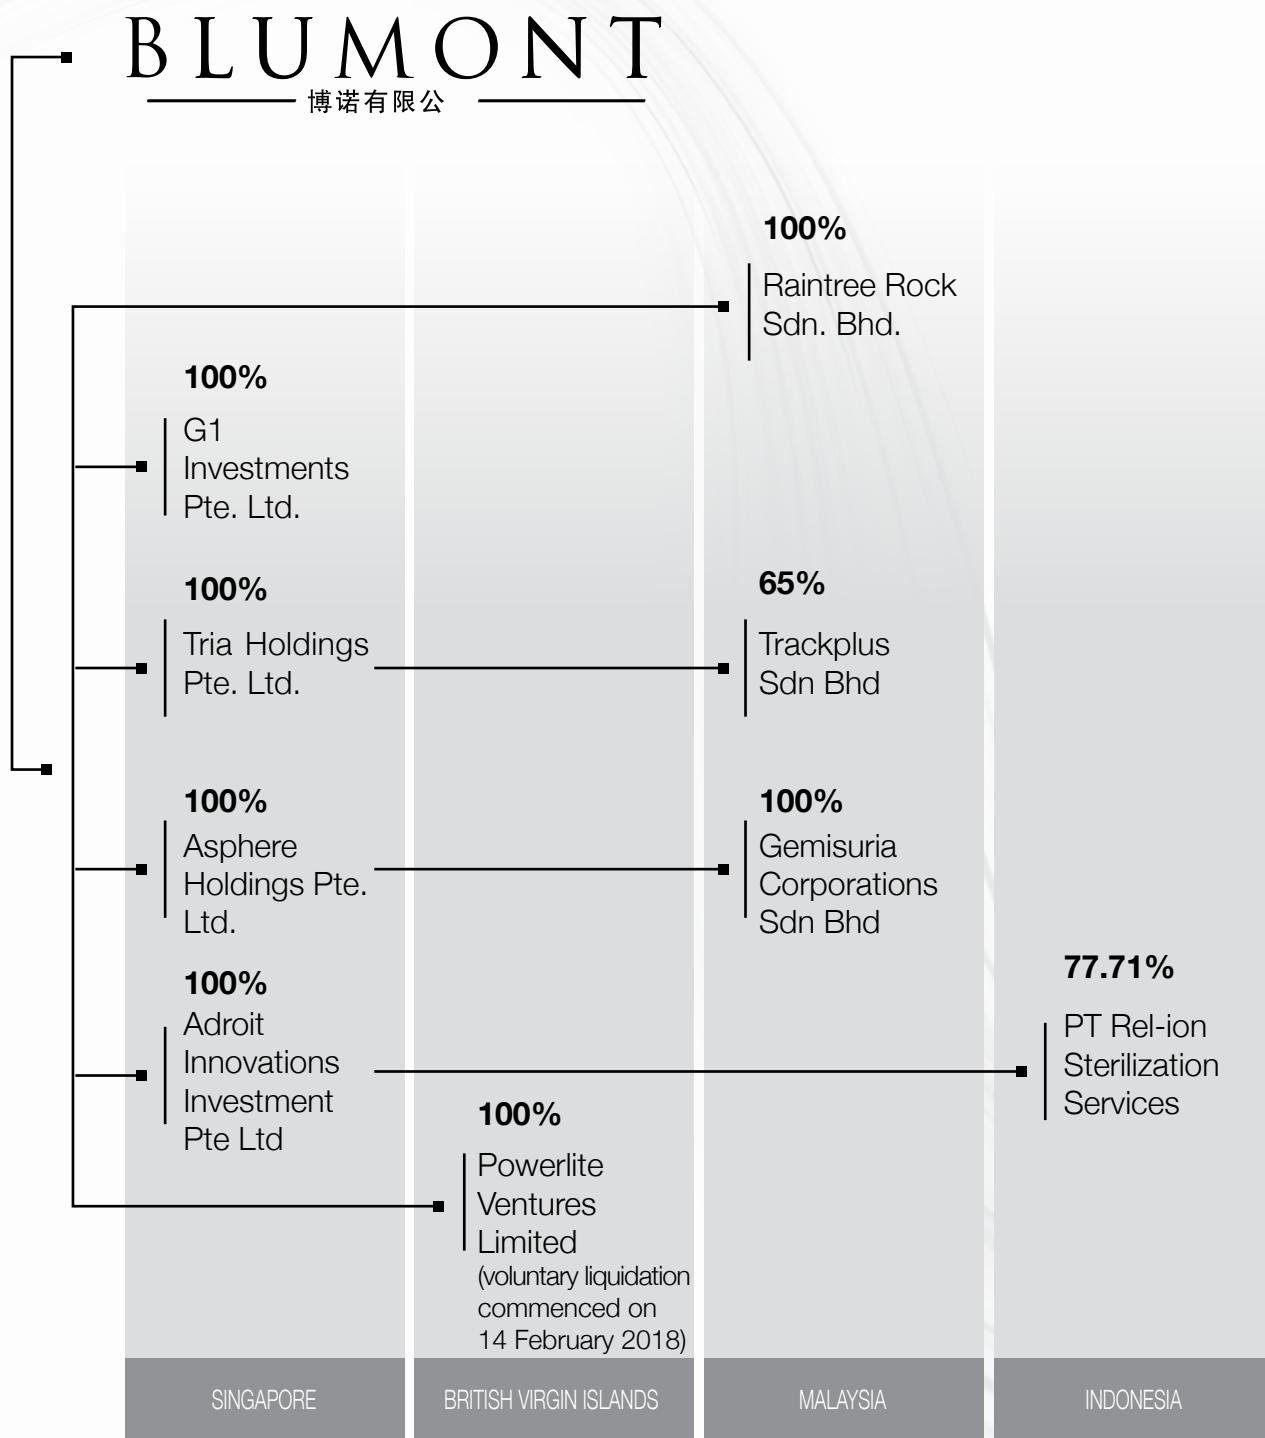 BLUMONT
博诺有限公
100%
Raintree Rock
Sdn. Bhd.
100%
G1
Investments
Pte. Ltd.
100%
Tria Holdings
Pte. Ltd.
65%
Trackplus
Sdn Bhd
100%
Asphere
Holdings Pte.
Ltd.
100%
Gemisuria
Corporations
Sdn Bhd
100%
Adroit
Innovations
Investment
Pte Ltd
77.71%
PT Rel-ion
Sterilization
Services
100%
Powerlite
Ventures
Limited
(voluntary liquidation
commenced on
14 February 2018)
SINGAPORE
BRITISH VIRGIN ISLANDS
MALAYSIA
INDONESIA